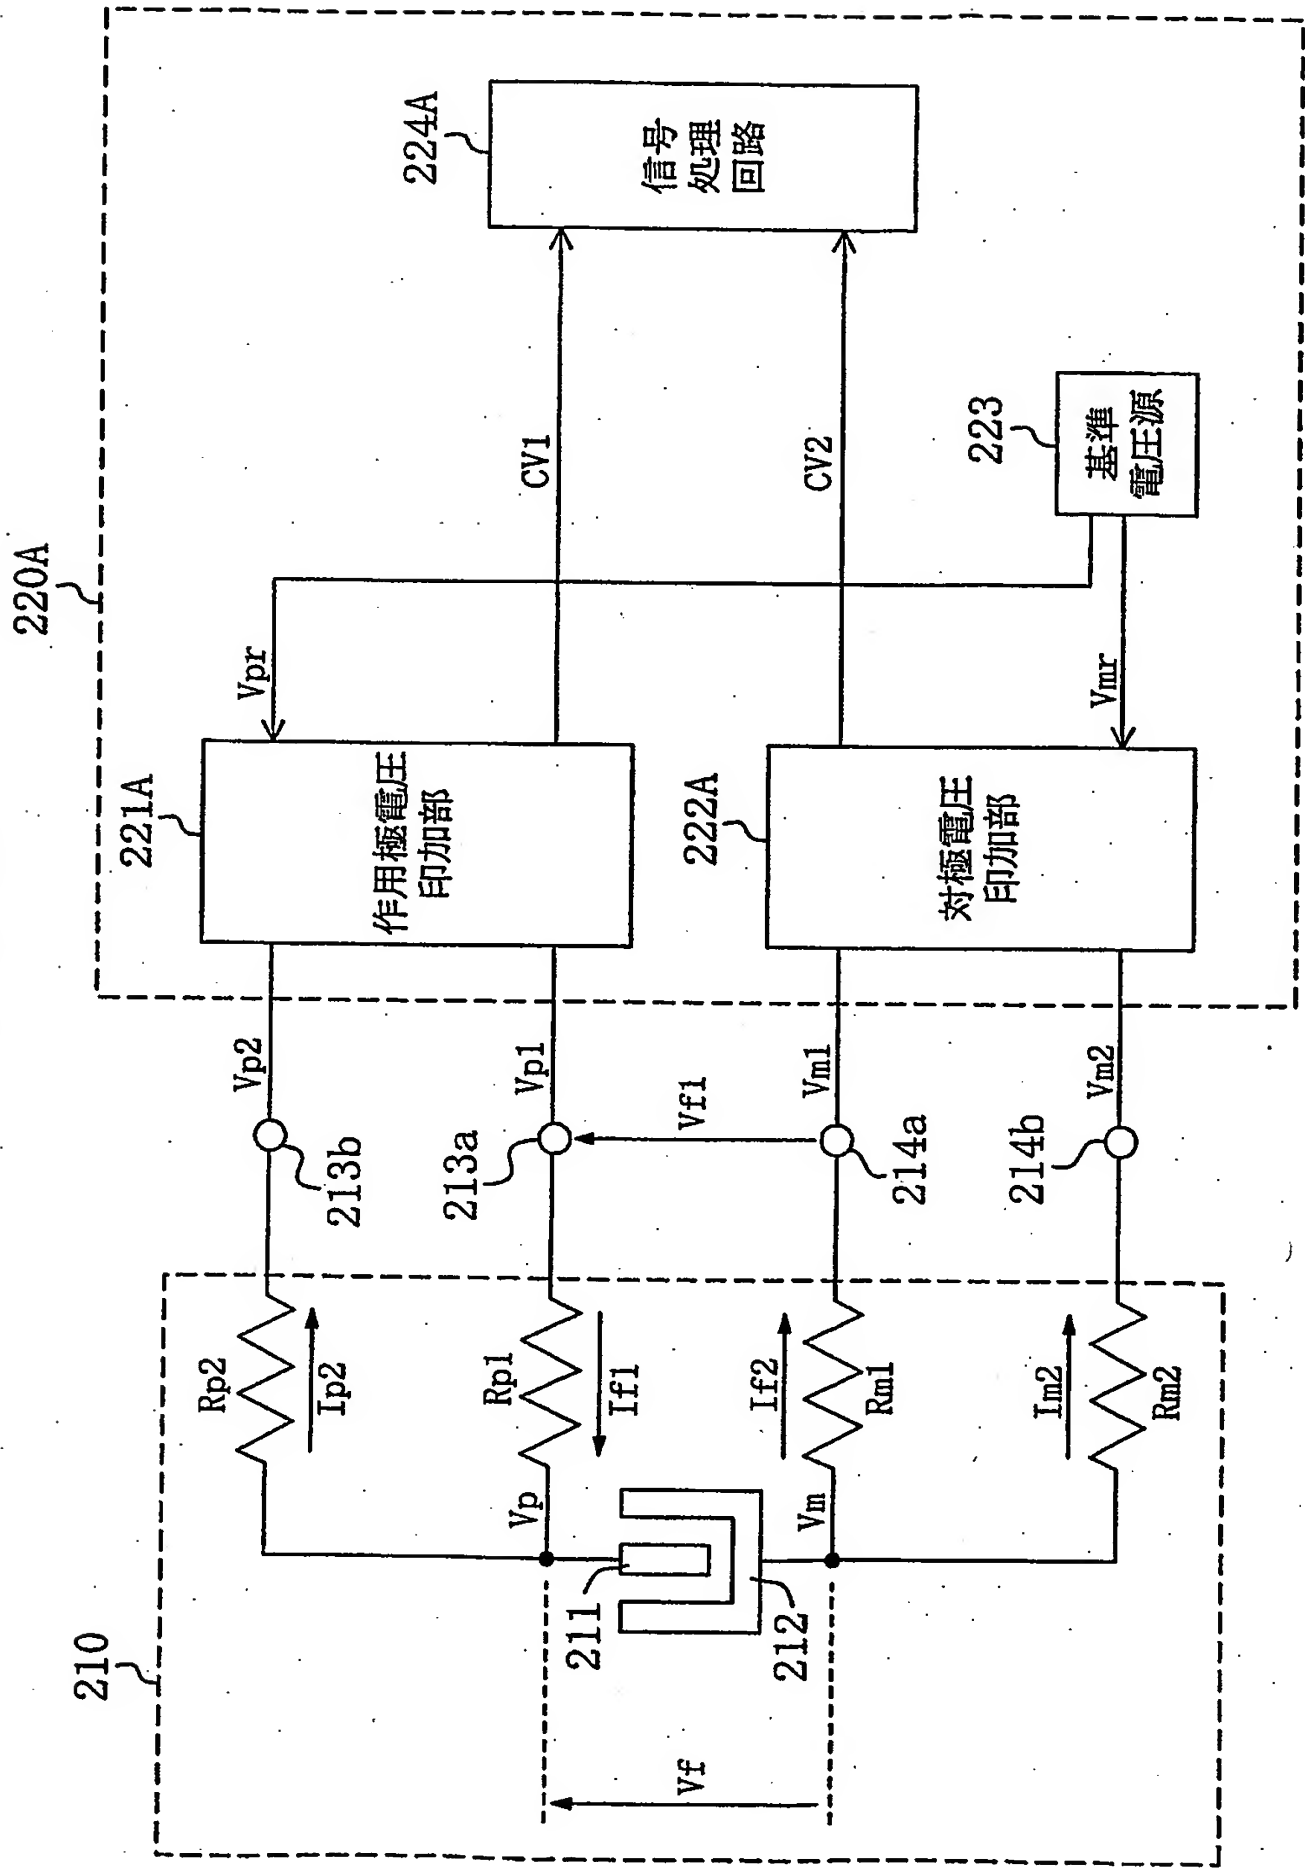 220A
224A
信号
処理
回路
CV1
CV2
223
基準
電圧源
Vpr
Vmr
221A
作用極電圧
印加部
222A
対極電圧
印加部
Vp2
Vp1
Vm1
Vm2
Vf1
213b
213a
214a
214b
Rp2
Ip2
Rp1
If1
If2
Rm1
Im2
Rm2
Vp
Vm
211
212
210
Vf